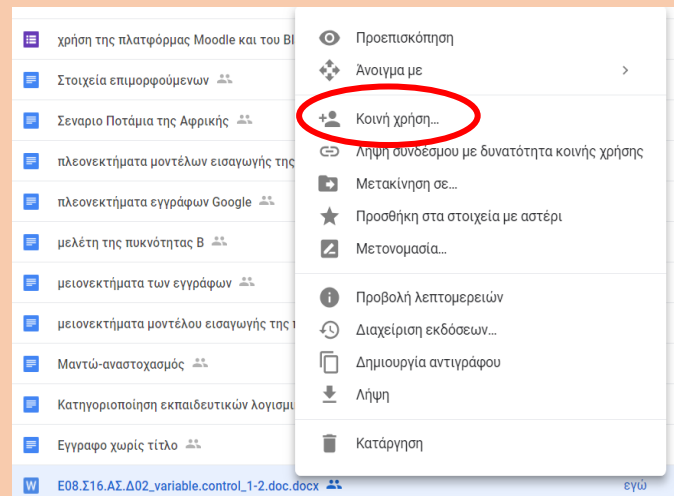 χρήση της πλατφόρμας Moodle και του Bl
Στοιχεία επιμορφούμενων
Σεναριο Ποτάμια της Αφρικής
πλεονεκτήματα μοντέλων εισαγωγής της
πλεονεκτήματα εγγράφων Google
μελέτη της πυκνότητας Β
μειονεκτήματα των εγγράφων
μειονεκτήματα μοντέλου εισαγωγής της
Μαντώ-αναστοχασμός
Κατηγοριοποίηση εκπαιδευτικών λογισμι
Εγγραφο χωρίς τίτλο
E08.Σ16.ΑΣ.Δ02_variable.control_1-2.doc.docx
εγώ
Προεπισκόπηση
Άνοιγμα με
Κοινή χρήση…
Λήψη συνδέσμου με δυνατότητα κοινής χρήσης
Μετακίνηση σε…
Προσθήκη στα στοιχεία με αστέρι
Μετονομασία…
Προβολή λεπτομερειών
Διαχείριση εκδόσεων…
Δημιουργία αντιγράφου
Λήψη
Κατάργηση